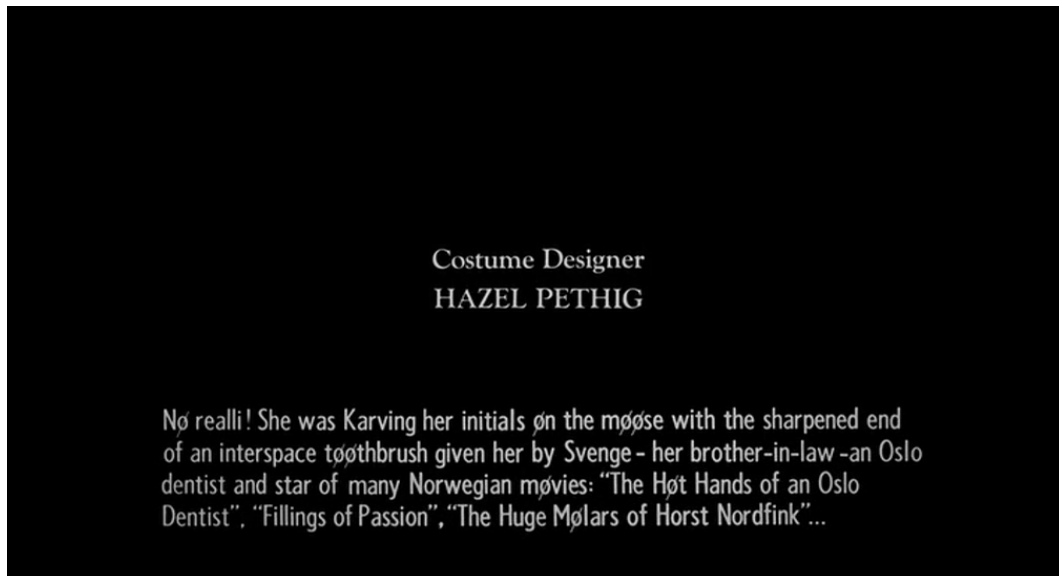 Costume Designer
HAZEL PETHIG
Nø realli! She was Karving her initials øn the møøse with the sharpened end
of an interspace tøøthbrush given her by Svenge - her brother-in-law -an Oslo
dentist and star of many Norwegian møvies: "The Høt Hands of an Oslo
Dentist", "Fillings of Passion", "The Huge Mølars of Horst Nordfink"...